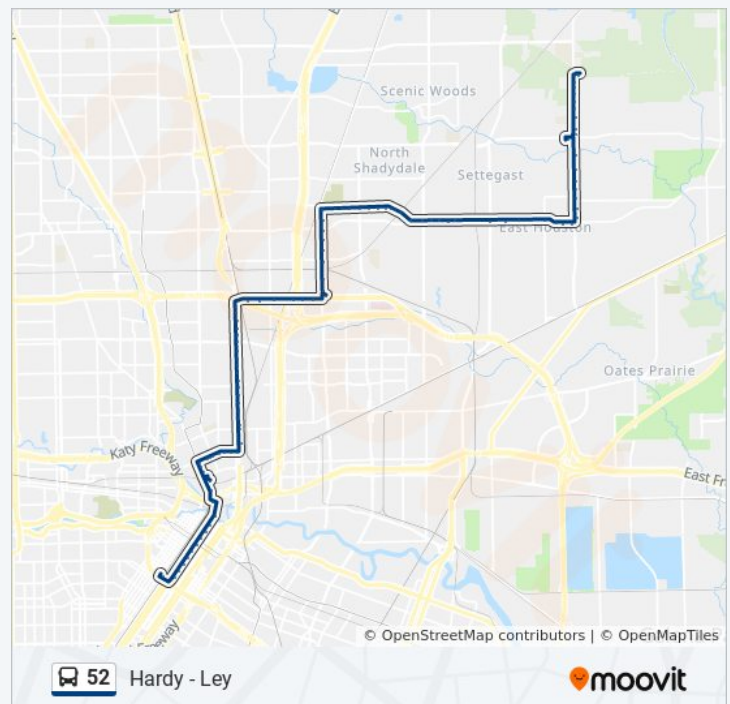 Scenic Woods
North
Shadydale
Settegast
East Houston
Oates Prairie
Katy Freeway
East Fr
Freeway
© OpenStreetMap contributors | © OpenMapTiles
52 Hardy - Ley
moovit